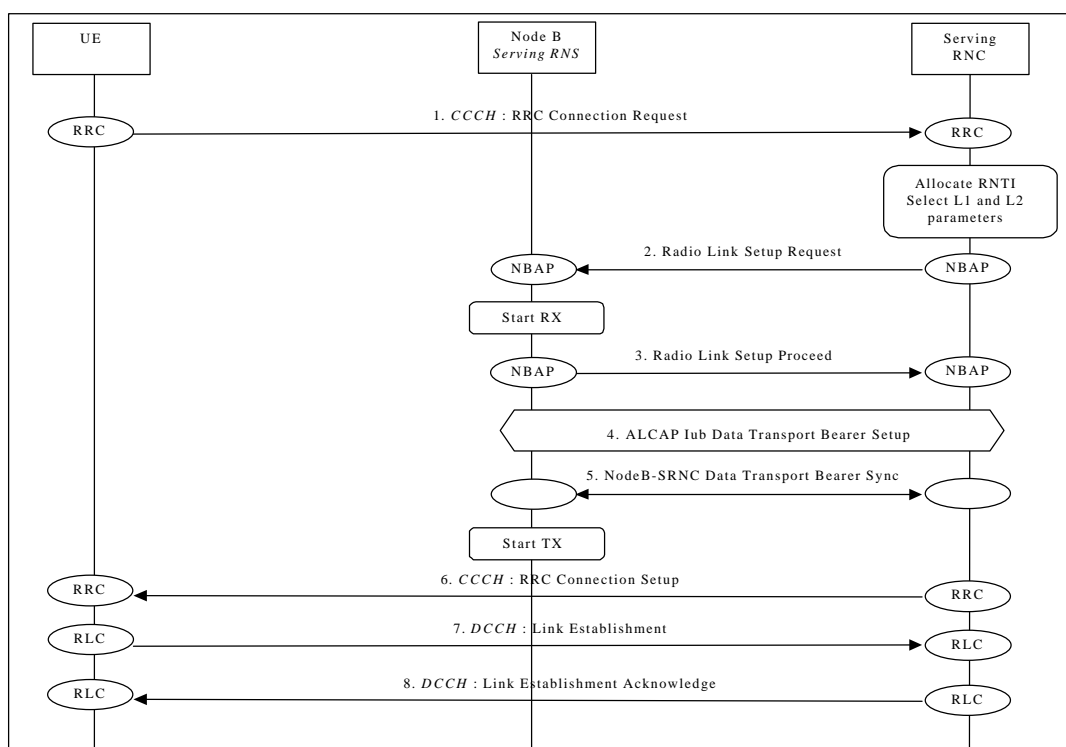 UE
Node B
Serving RNS
Serving
RNC
1. CCCH : RRC Connection Request
RRC
RRC
Allocate RNTI
Select L1 and L2
parameters
2. Radio Link Setup Request
NBAP
NBAP
Start RX
3. Radio Link Setup Proceed
NBAP
NBAP
4. ALCAP Iub Data Transport Bearer Setup
5. NodeB-SRNC Data Transport Bearer Sync
Start TX
6. CCCH : RRC Connection Setup
RRC
RRC
7. DCCH : Link Establishment
RLC
RLC
8. DCCH : Link Establishment Acknowledge
RLC
RLC